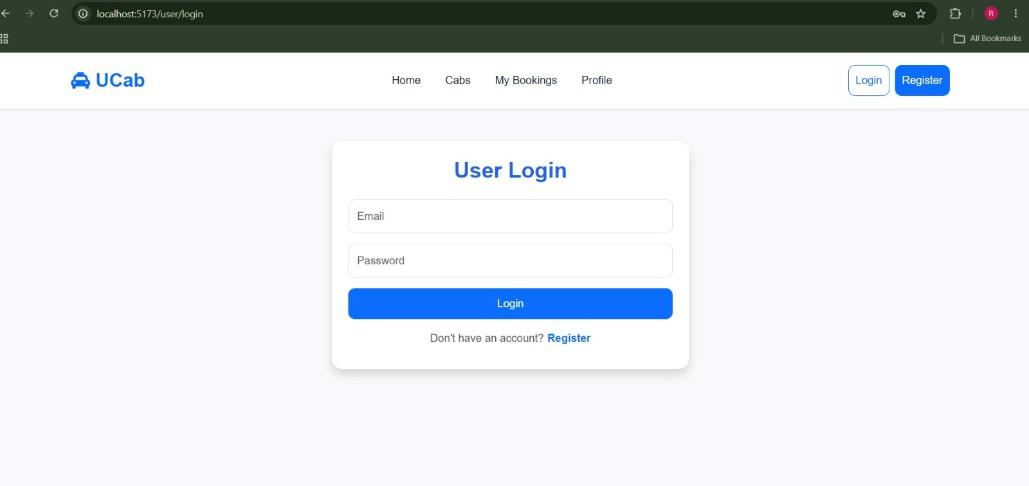 localhost:5173/user/login
R
All Bookmarks
UCab Home Cabs My Bookings Profile Login Register
User Login
Email
Password
Login
Don't have an account? Register